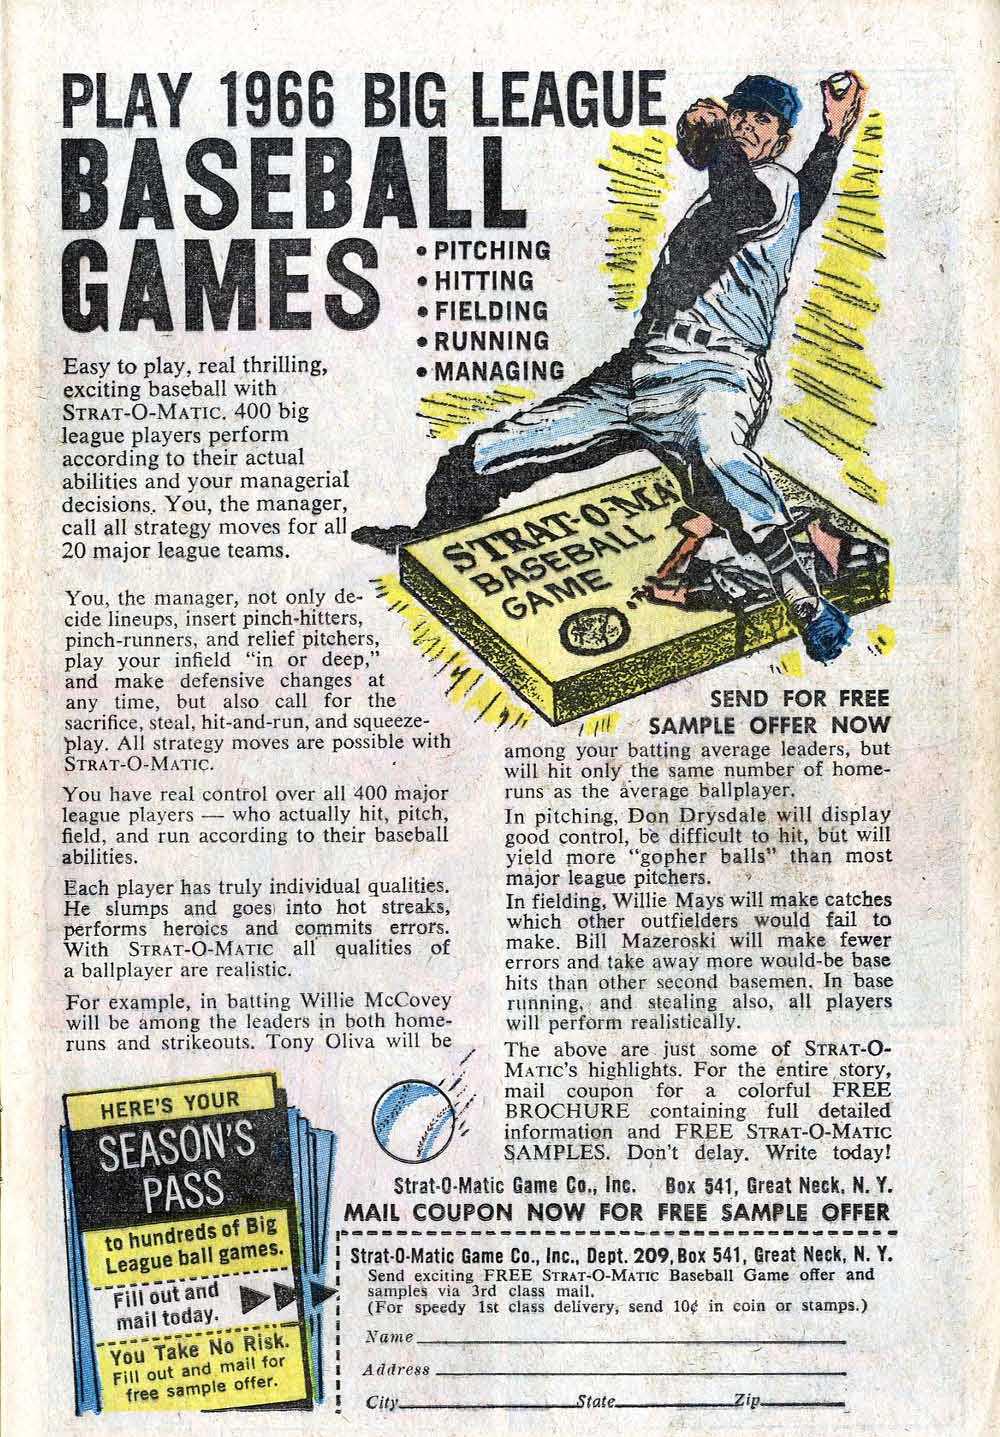 PLAY 1966 BIG LEAGUE
BASEBALL
GAMES
• PITCHING
• HITTING
• FIELDING
• RUNNING
• MANAGING
Easy to play, real thrilling,
exciting baseball with
STRAT-O-MATIC. 400 big
league players perform
according to their actual
abilities and your managerial
decisions. You, the manager,
call all strategy moves for all
20 major league teams.
You, the manager, not only de-
cide lineups, insert pinch-hitters,
pinch-runners, and relief pitchers,
play your infield "in or deep,"
and make defensive changes at
any time, but also call for the
sacrifice, steal, hit-and-run, and squeeze-
play. All strategy moves are possible with
STRAT-O-MATIC.
You have real control over all 400 major
league players — who actually hit, pitch,
field, and run according to their baseball
abilities.
Each player has truly individual qualities.
He slumps and goes into hot streaks,
performs heroics and commits errors.
With STRAT-O-MATIC all qualities of
a ballplayer are realistic.
For example, in batting Willie McCovey
will be among the leaders in both home-
runs and strikeouts. Tony Oliva will be
STRAT-O-MA
BASEBALL
GAME
SEND FOR FREE
SAMPLE OFFER NOW
among your batting average leaders, but
will hit only the same number of home-
runs as the average ballplayer.
In pitching, Don Drysdale will display
good control, be difficult to hit, but will
yield more "gopher balls" than most
major league pitchers.
In fielding, Willie Mays will make catches
which other outfielders would fail to
make. Bill Mazeroski will make fewer
errors and take away more would-be base
hits than other second basemen. In base
running, and stealing also, all players
will perform realistically.
The above are just some of STRAT-O-
MATIC's highlights. For the entire story,
mail coupon for a colorful FREE
BROCHURE containing full detailed
information and FREE STRAT-O-MATIC
SAMPLES. Don't delay. Write today!
Strat-O-Matic Game Co., Inc. Box 541, Great Neck, N. Y.
MAIL COUPON NOW FOR FREE SAMPLE OFFER
HERE'S YOUR
SEASON'S
PASS
to hundreds of Big
League ball games.
Fill out and
mail today.
You Take No Risk.
Fill out and mail for
free sample offer.
Strat-O-Matic Game Co., Inc., Dept. 209, Box 541, Great Neck, N. Y.
Send exciting FREE STRAT-O-MATIC Baseball Game offer and
samples via 3rd class mail.
(For speedy 1st class delivery, send 10¢ in coin or stamps.)
Name
Address
City State Zip